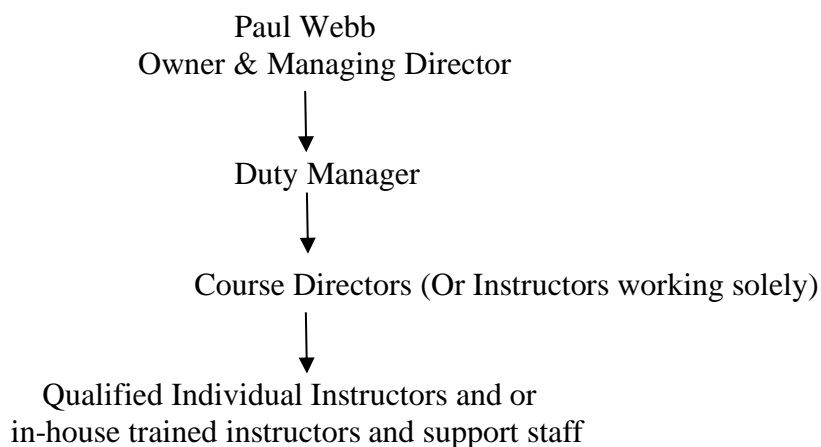 Paul Webb
Owner & Managing Director
Duty Manager
Course Directors (Or Instructors working solely)
Qualified Individual Instructors and or
in-house trained instructors and support staff